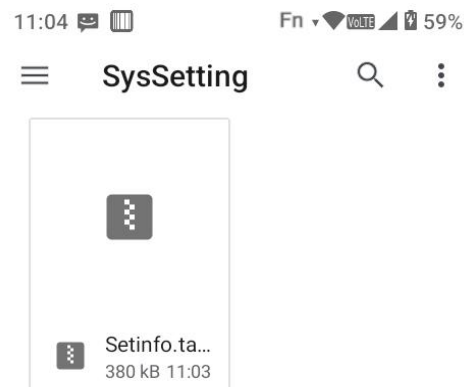 11:04 Fn VoLTE 59%
SysSetting
Setinfo.ta...
380 kB 11:03